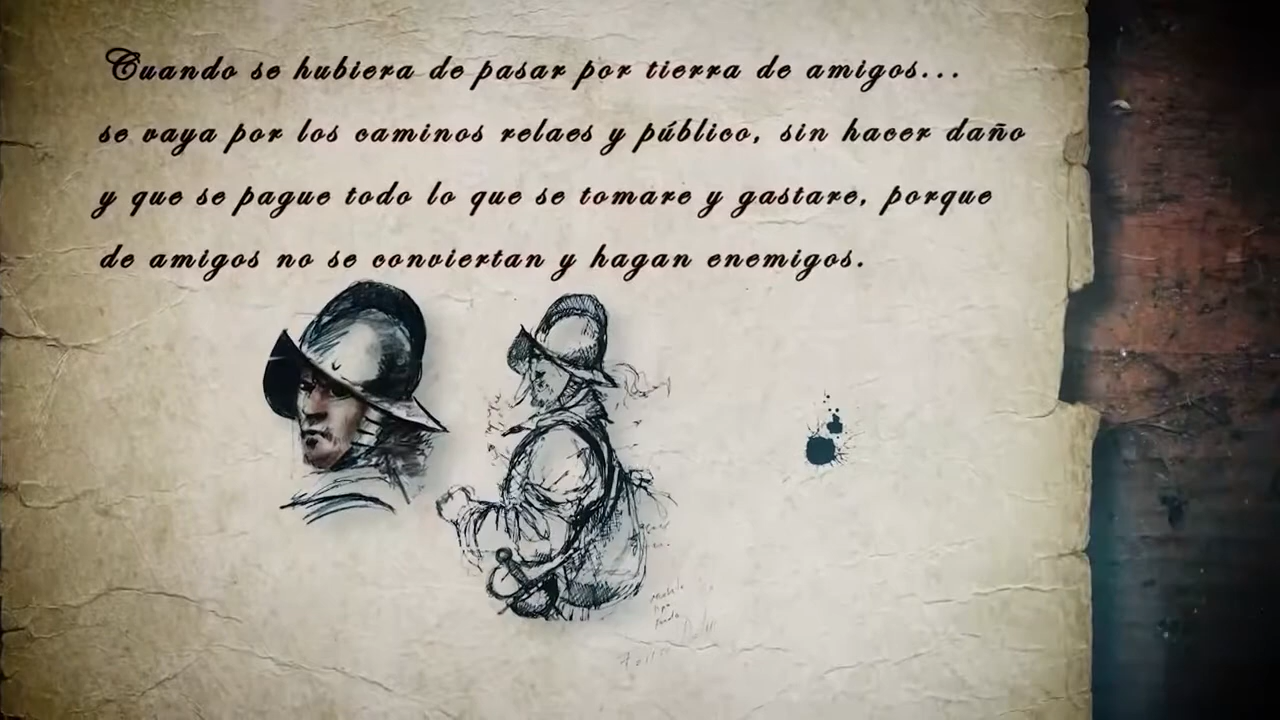 Cuando se hubiera de pasar por tierra de amigos...
se vaya por los caminos relaes y público, sin hacer daño
y que se pague todo lo que se tomare y gastare, porque
de amigos no se conviertan y hagan enemigos.